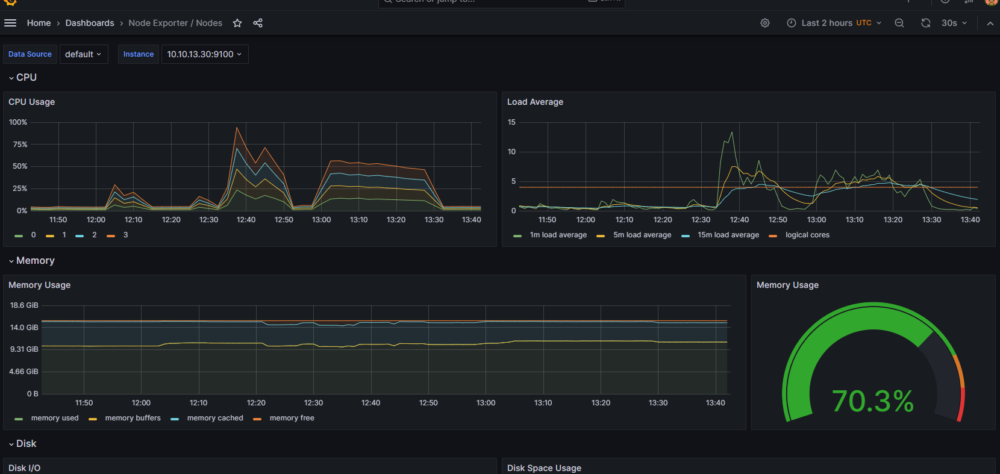 Search or jump to...
Home › Dashboards › Node Exporter / Nodes
Last 2 hours UTC
30s
Data Source default
Instance 10.10.13.30:9100
CPU
CPU Usage
100%
75%
50%
25%
0%
11:50 12:00 12:10 12:20 12:30 12:40 12:50 13:00 13:10 13:20 13:30 13:40
0 1 2 3
Load Average
15
10
5
0
11:50 12:00 12:10 12:20 12:30 12:40 12:50 13:00 13:10 13:20 13:30 13:40
1m load average 5m load average 15m load average logical cores
Memory
Memory Usage
18.6 GiB
14.0 GiB
9.31 GiB
4.66 GiB
0 B
11:50 12:00 12:10 12:20 12:30 12:40 12:50 13:00 13:10 13:20 13:30 13:40
memory used memory buffers memory cached memory free
Memory Usage
70.3%
Disk
Disk I/O
Disk Space Usage